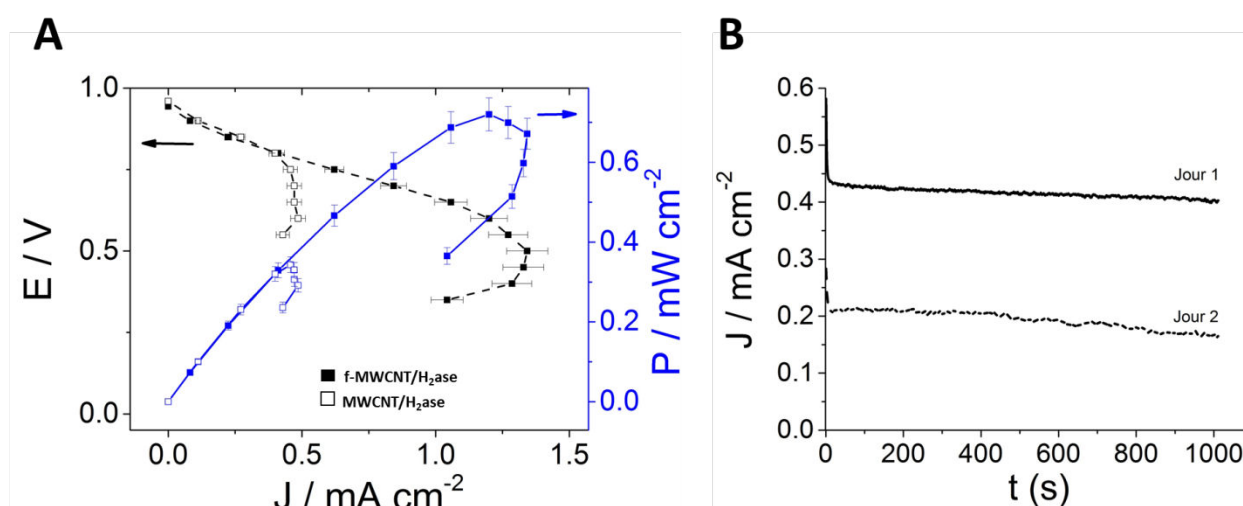 A
1.0
0.5
0.0
E / V
0.0
0.5
1.0
1.5
J / mA cm⁻²
0.6
0.4
0.2
0.0
P / mW cm⁻²
f-MWCNT/H₂ase
MWCNT/H₂ase
B
0.6
0.5
0.4
0.3
0.2
0.1
0.0
J / mA cm⁻²
Jour 1
Jour 2
0
200
400
600
800
1000
t (s)